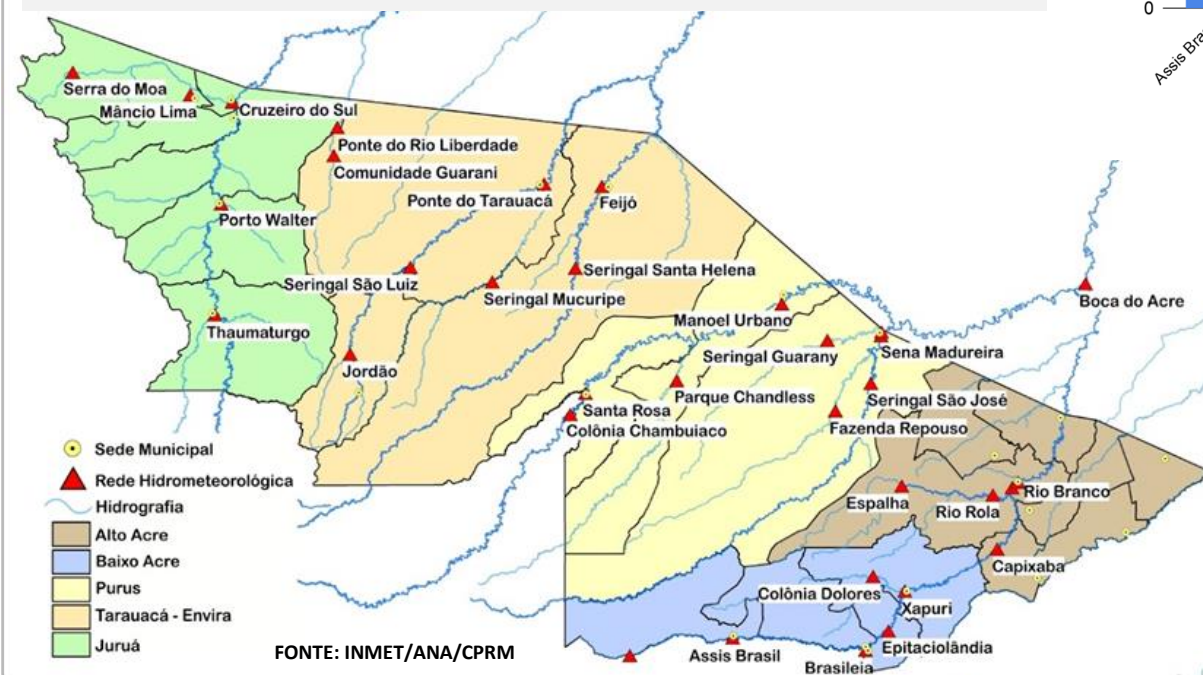 0
Assis Bra
Serra do Moa
Mâncio Lima
Cruzeiro do Sul
Ponte do Rio Liberdade
Comunidade Guarani
Ponte do Tarauacá
Feijó
Porto Walter
Seringal São Luiz
Seringal Santa Helena
Seringal Mucuripe
Boca do Acre
Manoel Urbano
Thaumaturgo
Seringal Guarany
Sena Madureira
Jordão
Parque Chandless
Seringal São José
Santa Rosa
Colônia Chambuiaco
Fazenda Repouso
Sede Municipal
Rede Hidrometeorológica
Hidrografia
Alto Acre
Baixo Acre
Purus
Tarauacá - Envira
Juruá
Espalha
Rio Rola
Rio Branco
Capixaba
Colônia Dolores
Xapuri
Epitaciolândia
Assis Brasil
Brasileia
FONTE: INMET/ANA/CPRM